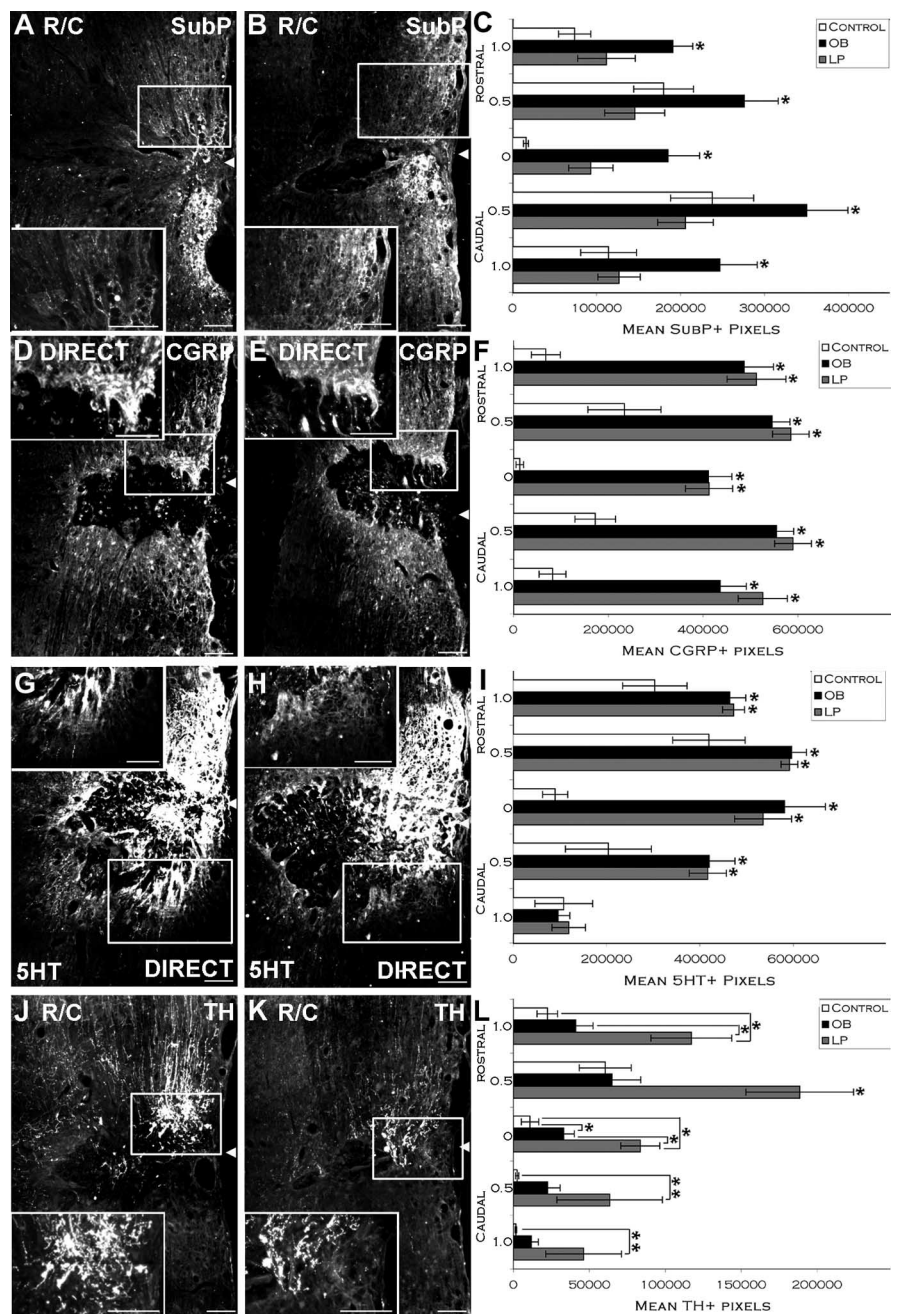 A R/C SubP
B R/C
C
CONTROL
OB
LP
ROSTRAL
1.0
0.5
0
CAUDAL
0.5
1.0
* * * * *
0 100000 200000 300000 400000
MEAN SUBP+ PIXELS
D DIRECT CGRP
E DIRECT
F
CONTROL
OB
LP
ROSTRAL
1.0
0.5
0
CAUDAL
0.5
1.0
* * * * * * * * * *
0 200000 400000 600000
MEAN CGRP+ PIXELS
G
5HT DIRECT
H
5HT DIRECT
I
CONTROL
OB
LP
ROSTRAL
1.0
0.5
0
CAUDAL
0.5
1.0
* * * * * * * *
0 200000 400000 600000
MEAN 5HT+ PIXELS
J R/C TH
K R/C
L
CONTROL
OB
LP
ROSTRAL
1.0
0.5
0
CAUDAL
0.5
1.0
* * * * * * * * * *
0 50000 100000 150000 200000
MEAN TH+ PIXELS